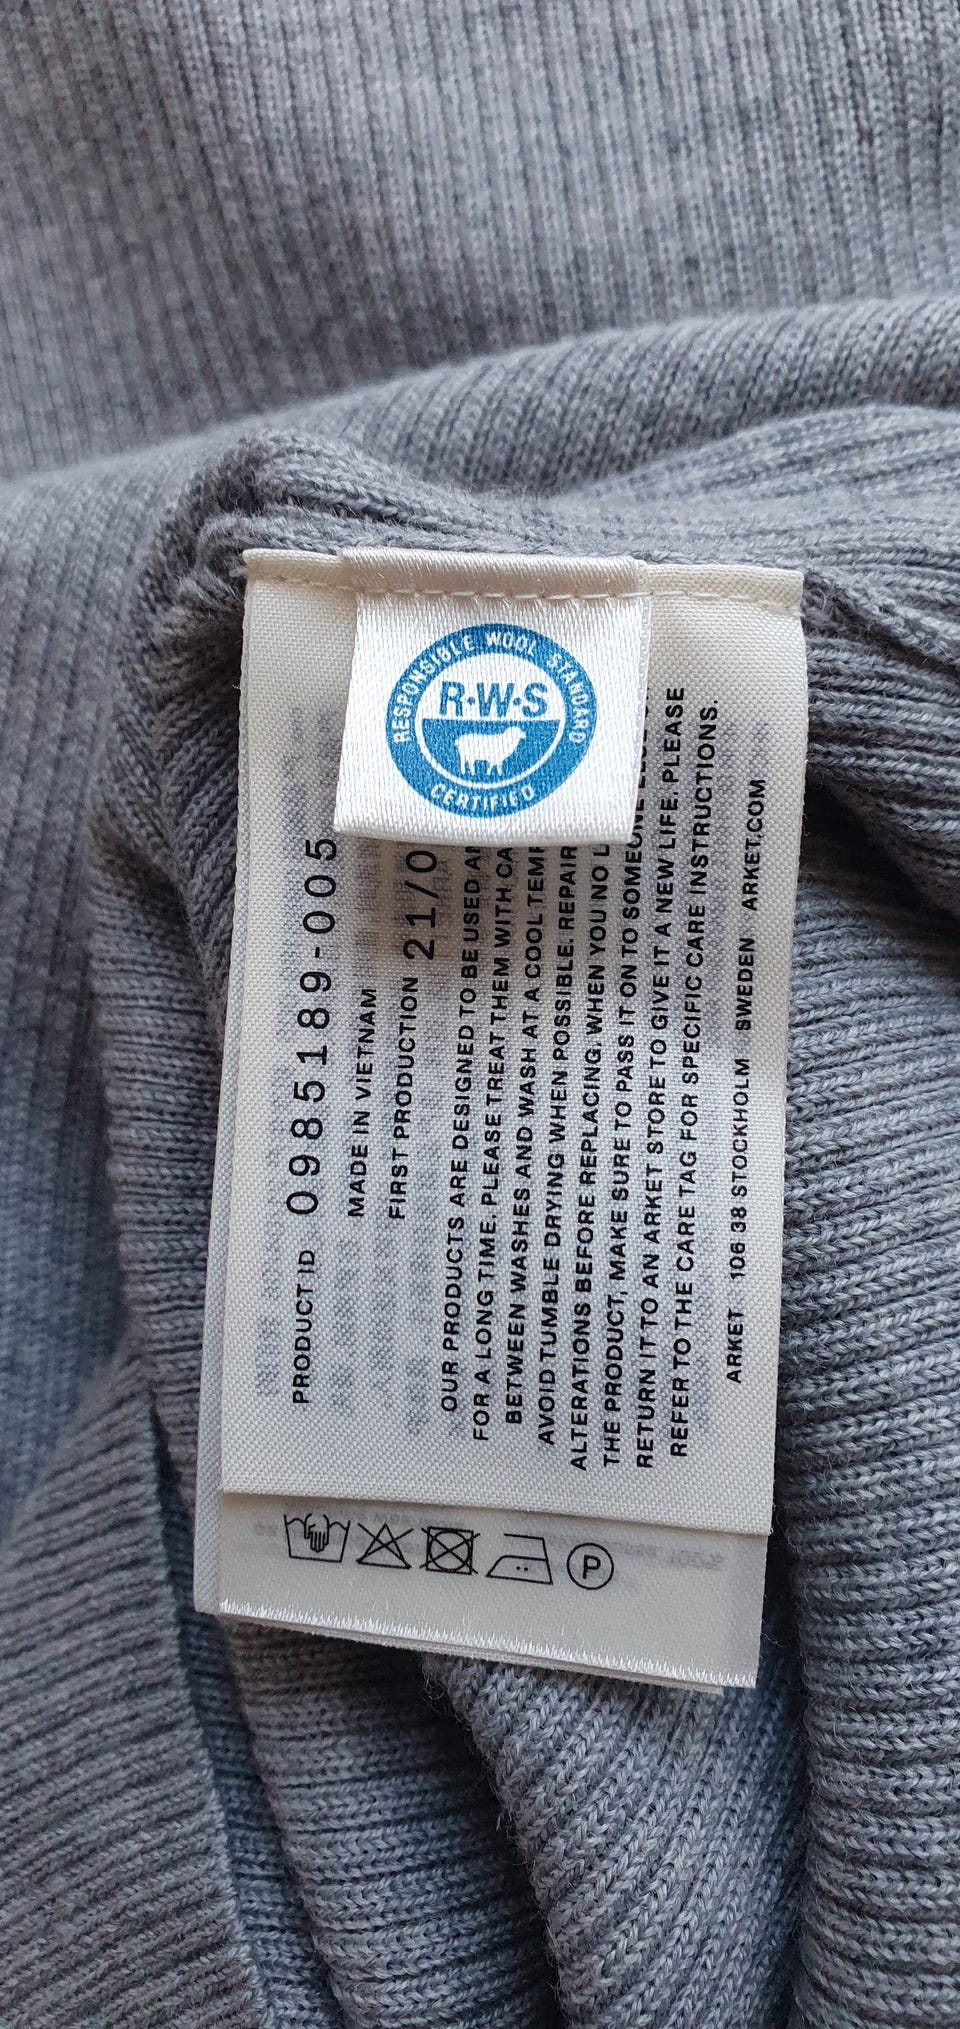 RESPONSIBLE WOOL STANDARD
R·W·S
CERTIFIED
PRODUCT ID 0985189-005
MADE IN VIETNAM
FIRST PRODUCTION 21/0
OUR PRODUCTS ARE DESIGNED TO BE USED
FOR A LONG TIME. PLEASE TREAT THEM WITH
BETWEEN WASHES AND WASH AT A COOL
AVOID TUMBLE DRYING WHEN POSSIBLE. REPAIR
ALTERATIONS BEFORE REPLACING. WHEN YOU NO
THE PRODUCT, MAKE SURE TO PASS IT ON TO SOMEONE
RETURN IT TO AN ARKET STORE TO GIVE IT A NEW LIFE. PLEASE
REFER TO THE CARE TAG FOR SPECIFIC CARE INSTRUCTIONS.
ARKET 106 38 STOCKHOLM SWEDEN ARKET.COM
P